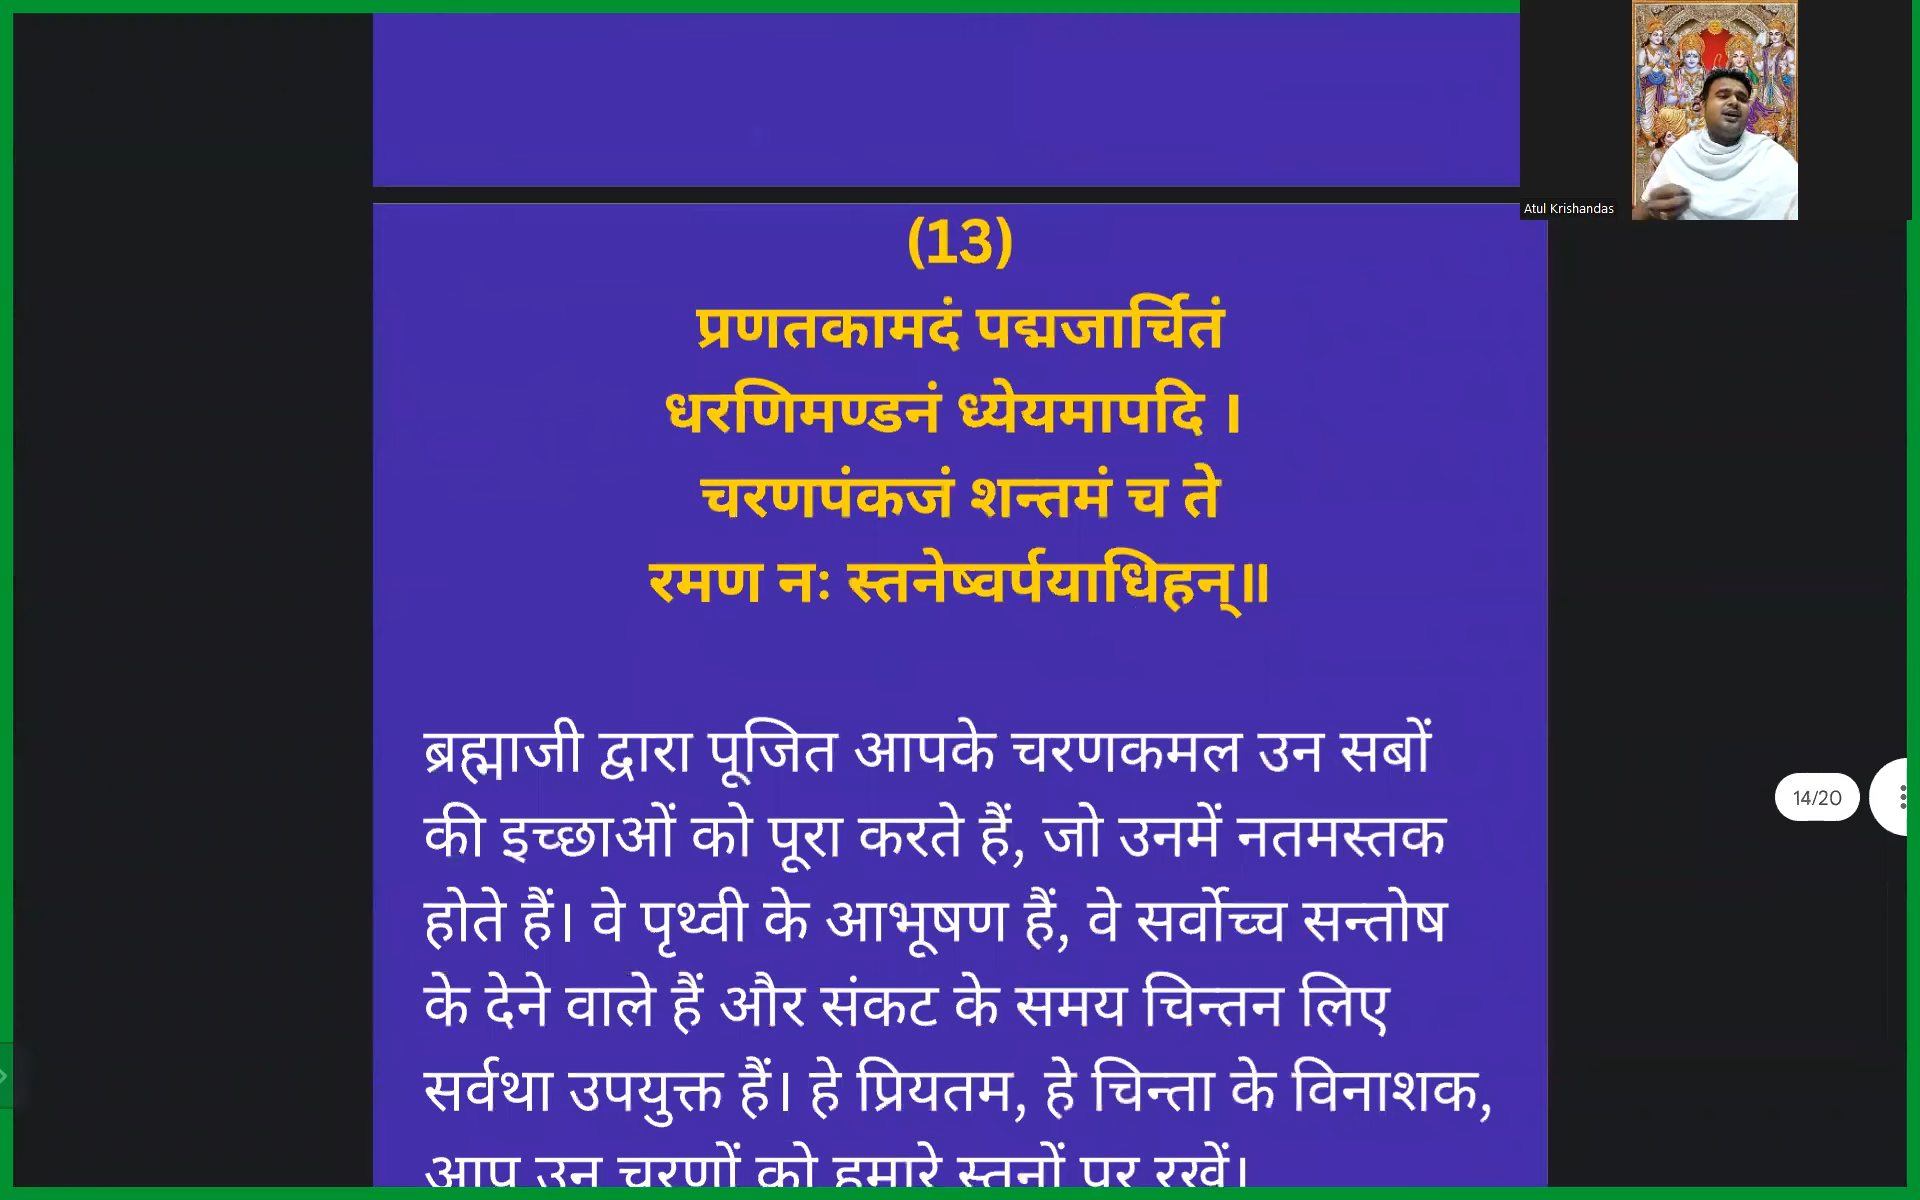 Atul Krishandas
(13)
प्रणतकामदं पद्मजार्चितं
धरणिमण्डनं ध्येयमापदि ।
चरणपंकजं शन्तमं च ते
रमण नः स्तनेष्वर्पयाधिहन्॥
ब्रह्माजी द्वारा पूजित आपके चरणकमल उन सबों
की इच्छाओं को पूरा करते हैं, जो उनमें नतमस्तक
होते हैं। वे पृथ्वी के आभूषण हैं, वे सर्वोच्च सन्तोष
के देने वाले हैं और संकट के समय चिन्तन लिए
सर्वथा उपयुक्त हैं। हे प्रियतम, हे चिन्ता के विनाशक,
आप उन चरणों को हमारे स्तनों पर रखें।
14/20